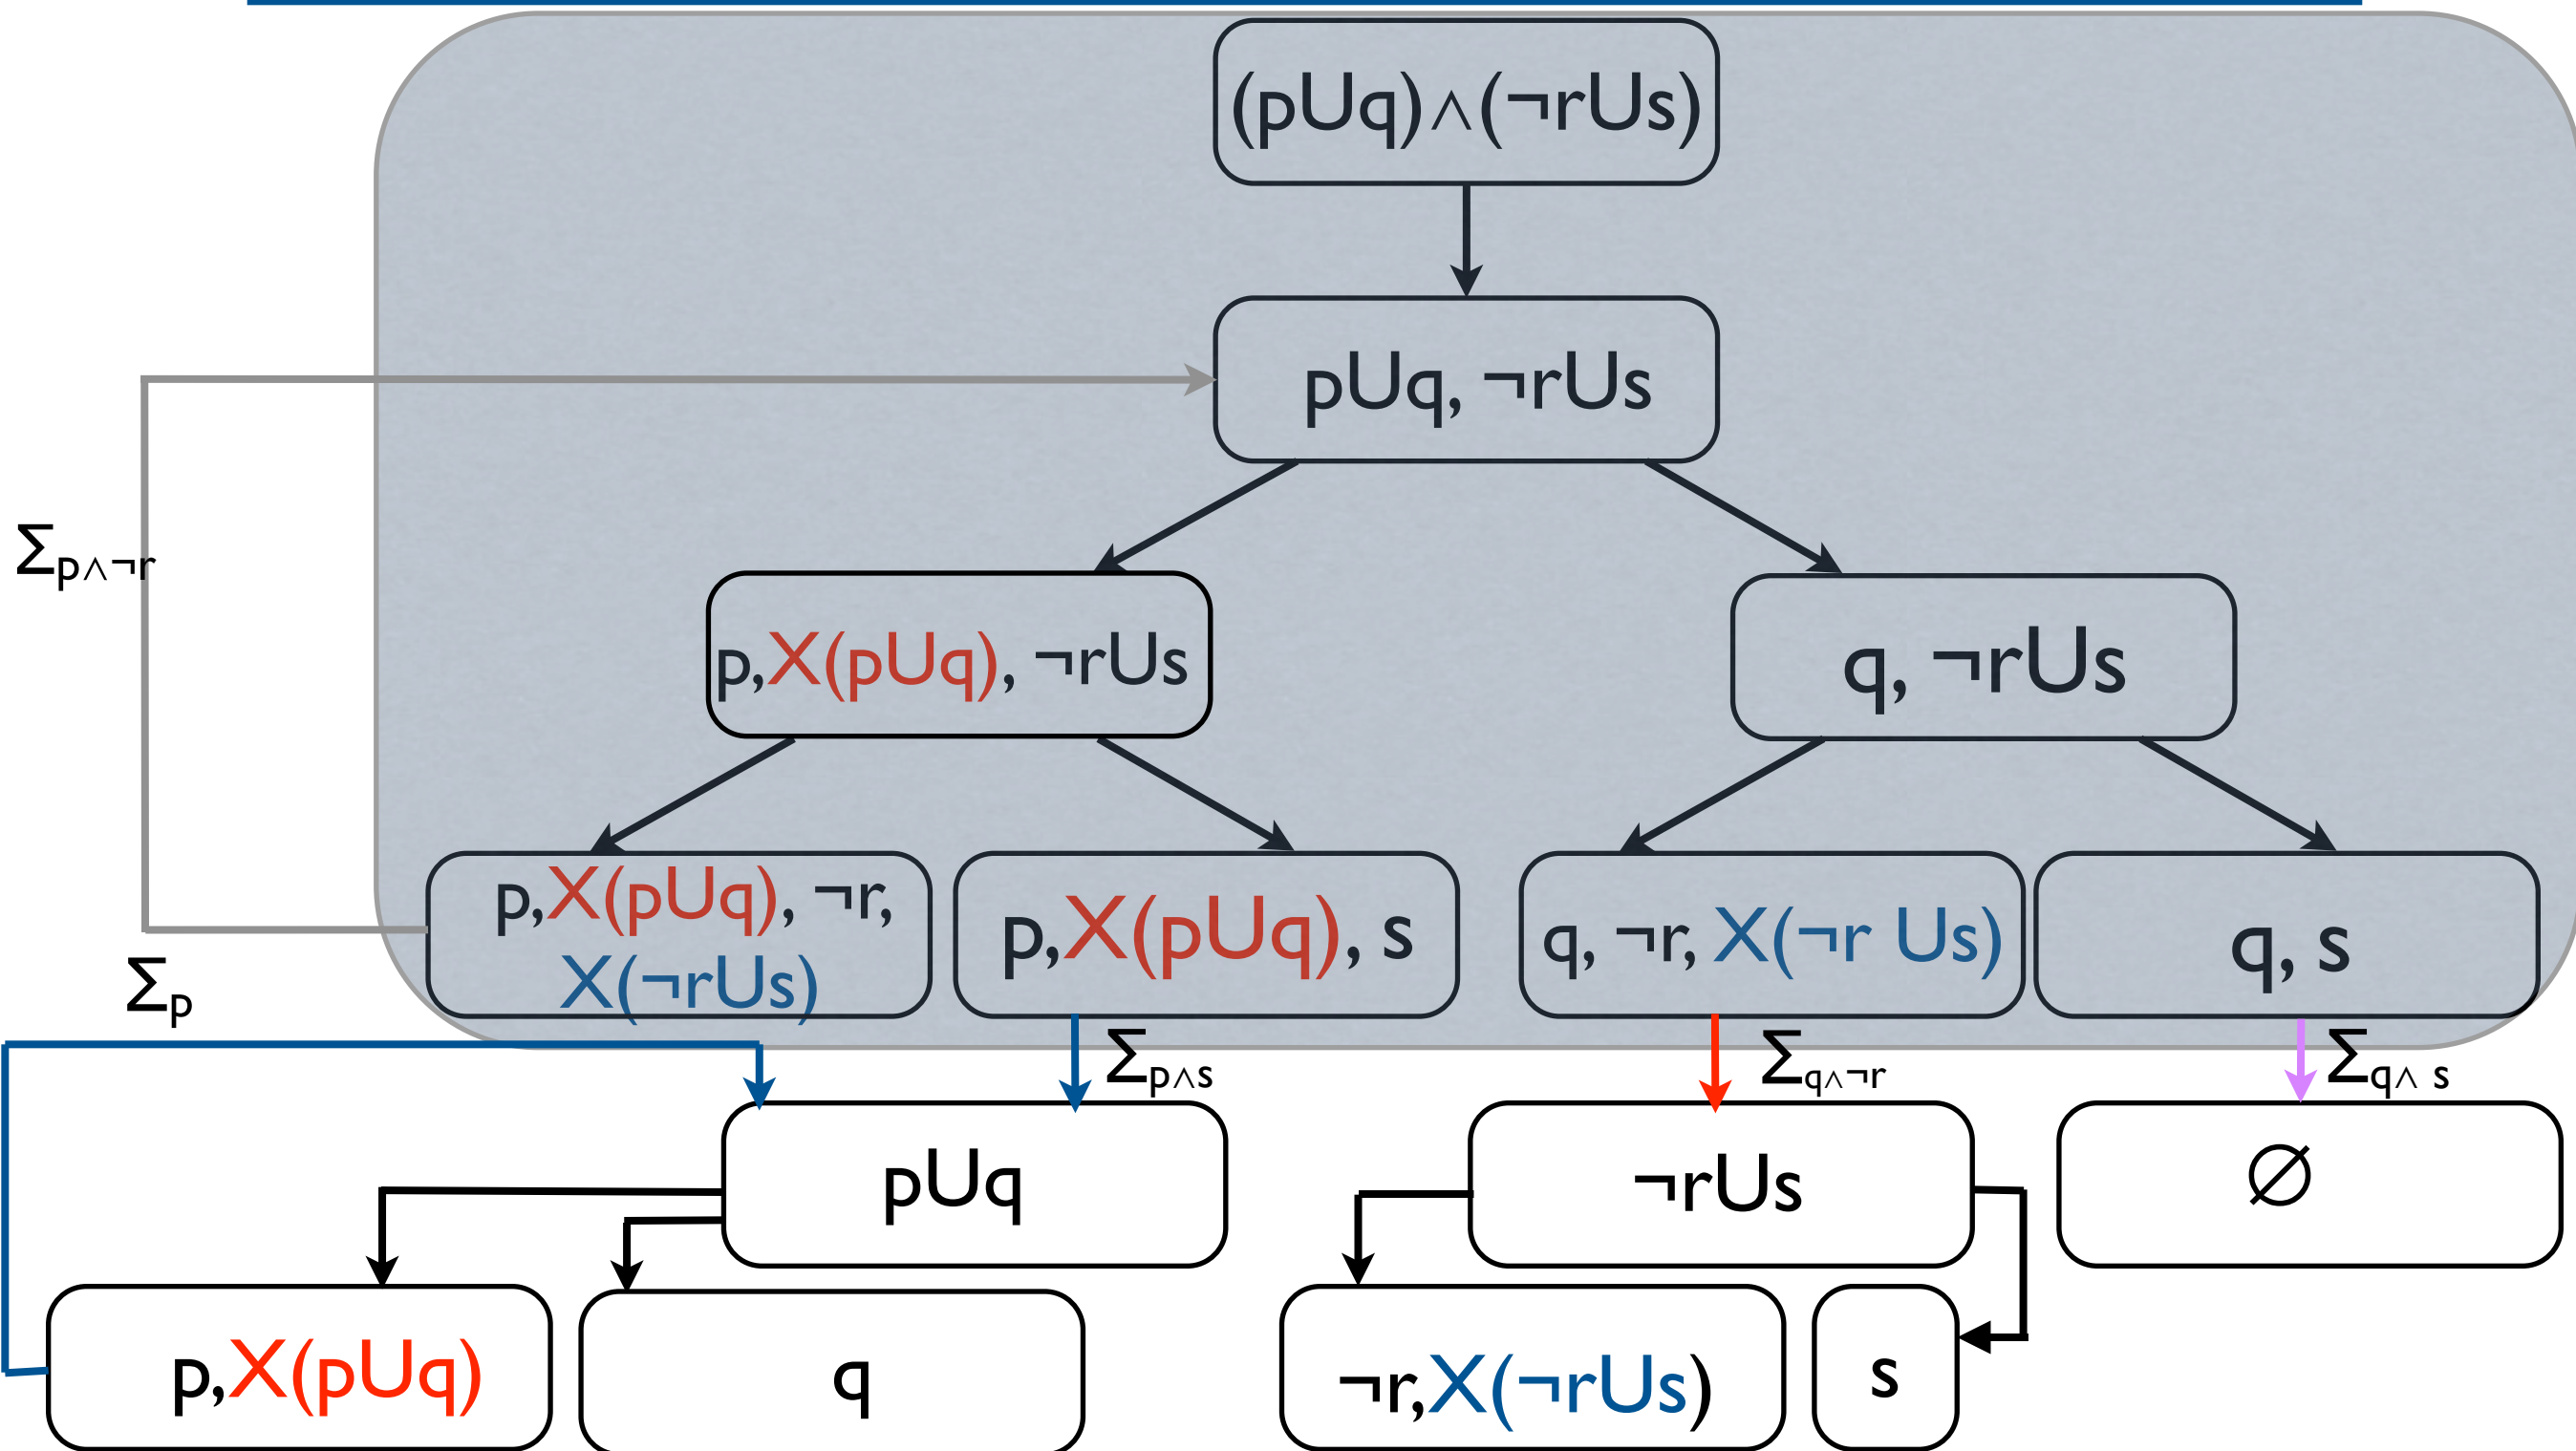 (pUq)∧(¬rUs)
pUq, ¬rUs
Σp∧¬r
p,X(pUq), ¬rUs
q, ¬rUs
p,X(pUq), ¬r,
X(¬rUs)
p,X(pUq), s
q, ¬r, X(¬r Us)
q, s
Σp
Σp∧s
Σq∧¬r
Σq∧ s
pUq
¬rUs
∅
p,X(pUq)
q
¬r,X(¬rUs)
s